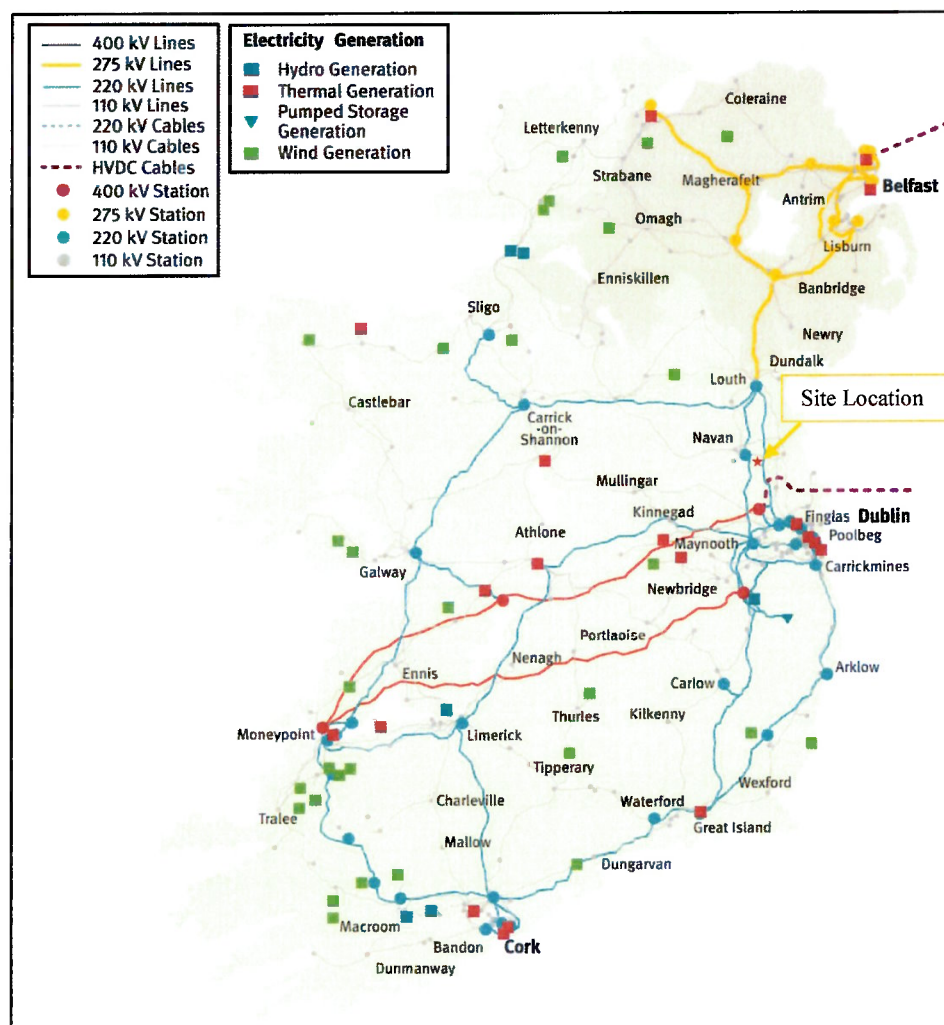 400 kV Lines
275 kV Lines
220 kV Lines
110 kV Lines
220 kV Cables
110 kV Cables
HVDC Cables
400 kV Station
275 kV Station
220 kV Station
110 kV Station
Electricity Generation
Hydro Generation
Thermal Generation
Pumped Storage
Generation
Wind Generation
Coleraine
Letterkenny
Strabane
Magherafelt
Antrim
Belfast
Omagh
Lisburn
Enniskillen
Banbridge
Sligo
Newry
Dundalk
Louth
Site Location
Castlebar
Carrick
-on-
Shannon
Navan
Mullingar
Kinnegad
Finglas
Dublin
Athlone
Maynooth
Poolbeg
Galway
Carrickmines
Newbridge
Portlaoise
Ennis
Nenagh
Arklow
Carlow
Thurles
Kilkenny
Moneypoint
Limerick
Tipperary
Wexford
Charleville
Waterford
Tralee
Great Island
Mallow
Dungarvan
Macroom
Bandon
Cork
Dunmanway